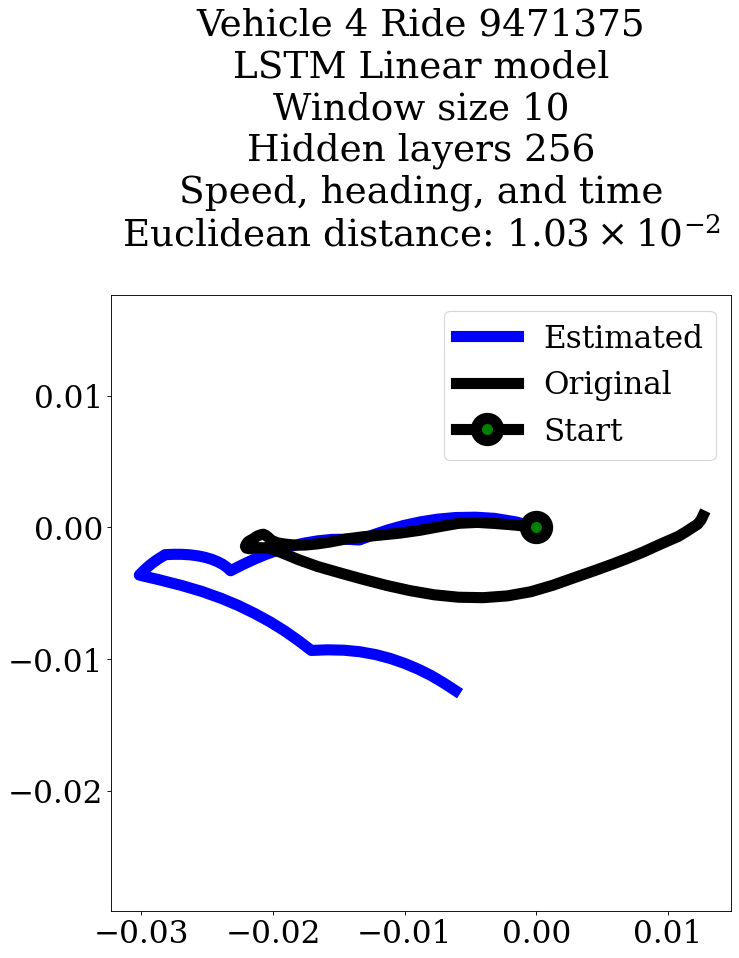 Vehicle 4 Ride 9471375
LSTM Linear model
Window size 10
Hidden layers 256
Speed, heading, and time
Euclidean distance: 1.03 × 10⁻²
Estimated
Original
Start
0.01
0.00
−0.01
−0.02
−0.03 −0.02 −0.01 0.00 0.01